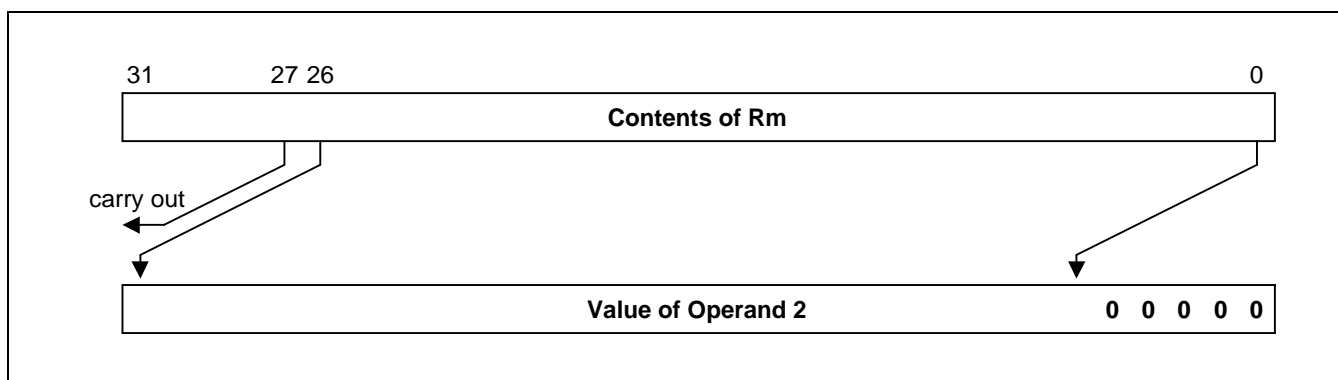 31 27 26 0
Contents of Rm
carry out
Value of Operand 2 0 0 0 0 0